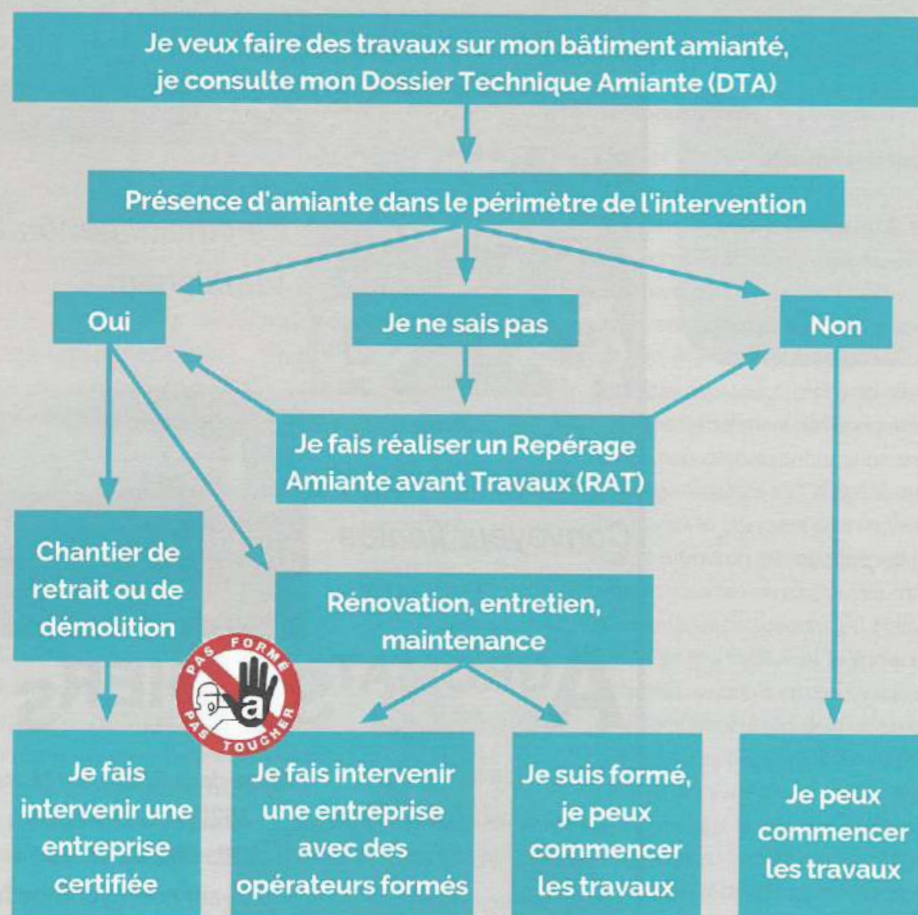 Je veux faire des travaux sur mon bâtiment amianté,
je consulte mon Dossier Technique Amiante (DTA)
Présence d'amiante dans le périmètre de l'intervention
Oui
Je ne sais pas
Non
Je fais réaliser un Repérage
Amiante avant Travaux (RAT)
Chantier de
retrait ou de
démolition
Rénovation, entretien,
maintenance
PAS FORMÉ
a
PAS TOUCHER
Je fais
intervenir une
entreprise
certifiée
Je fais intervenir
une entreprise
avec des
opérateurs formés
Je suis formé,
je peux
commencer
les travaux
Je peux
commencer
les travaux